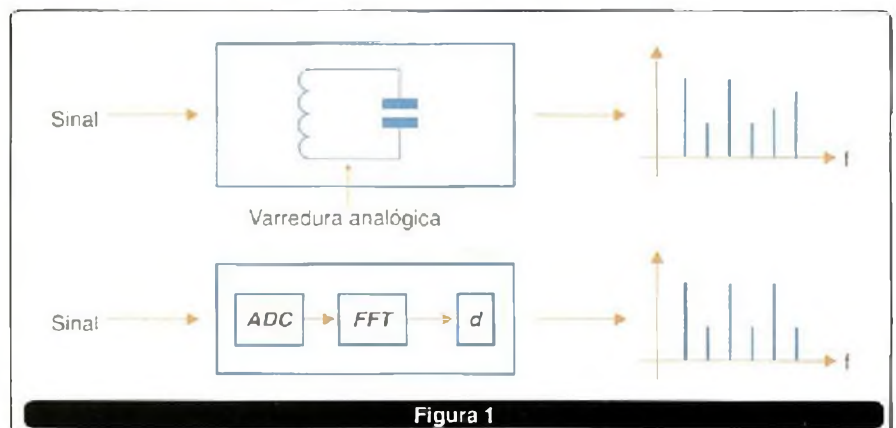 Sinal
f
Varredura analógica
Sinal
ADC
FFT
d
f
Figura 1